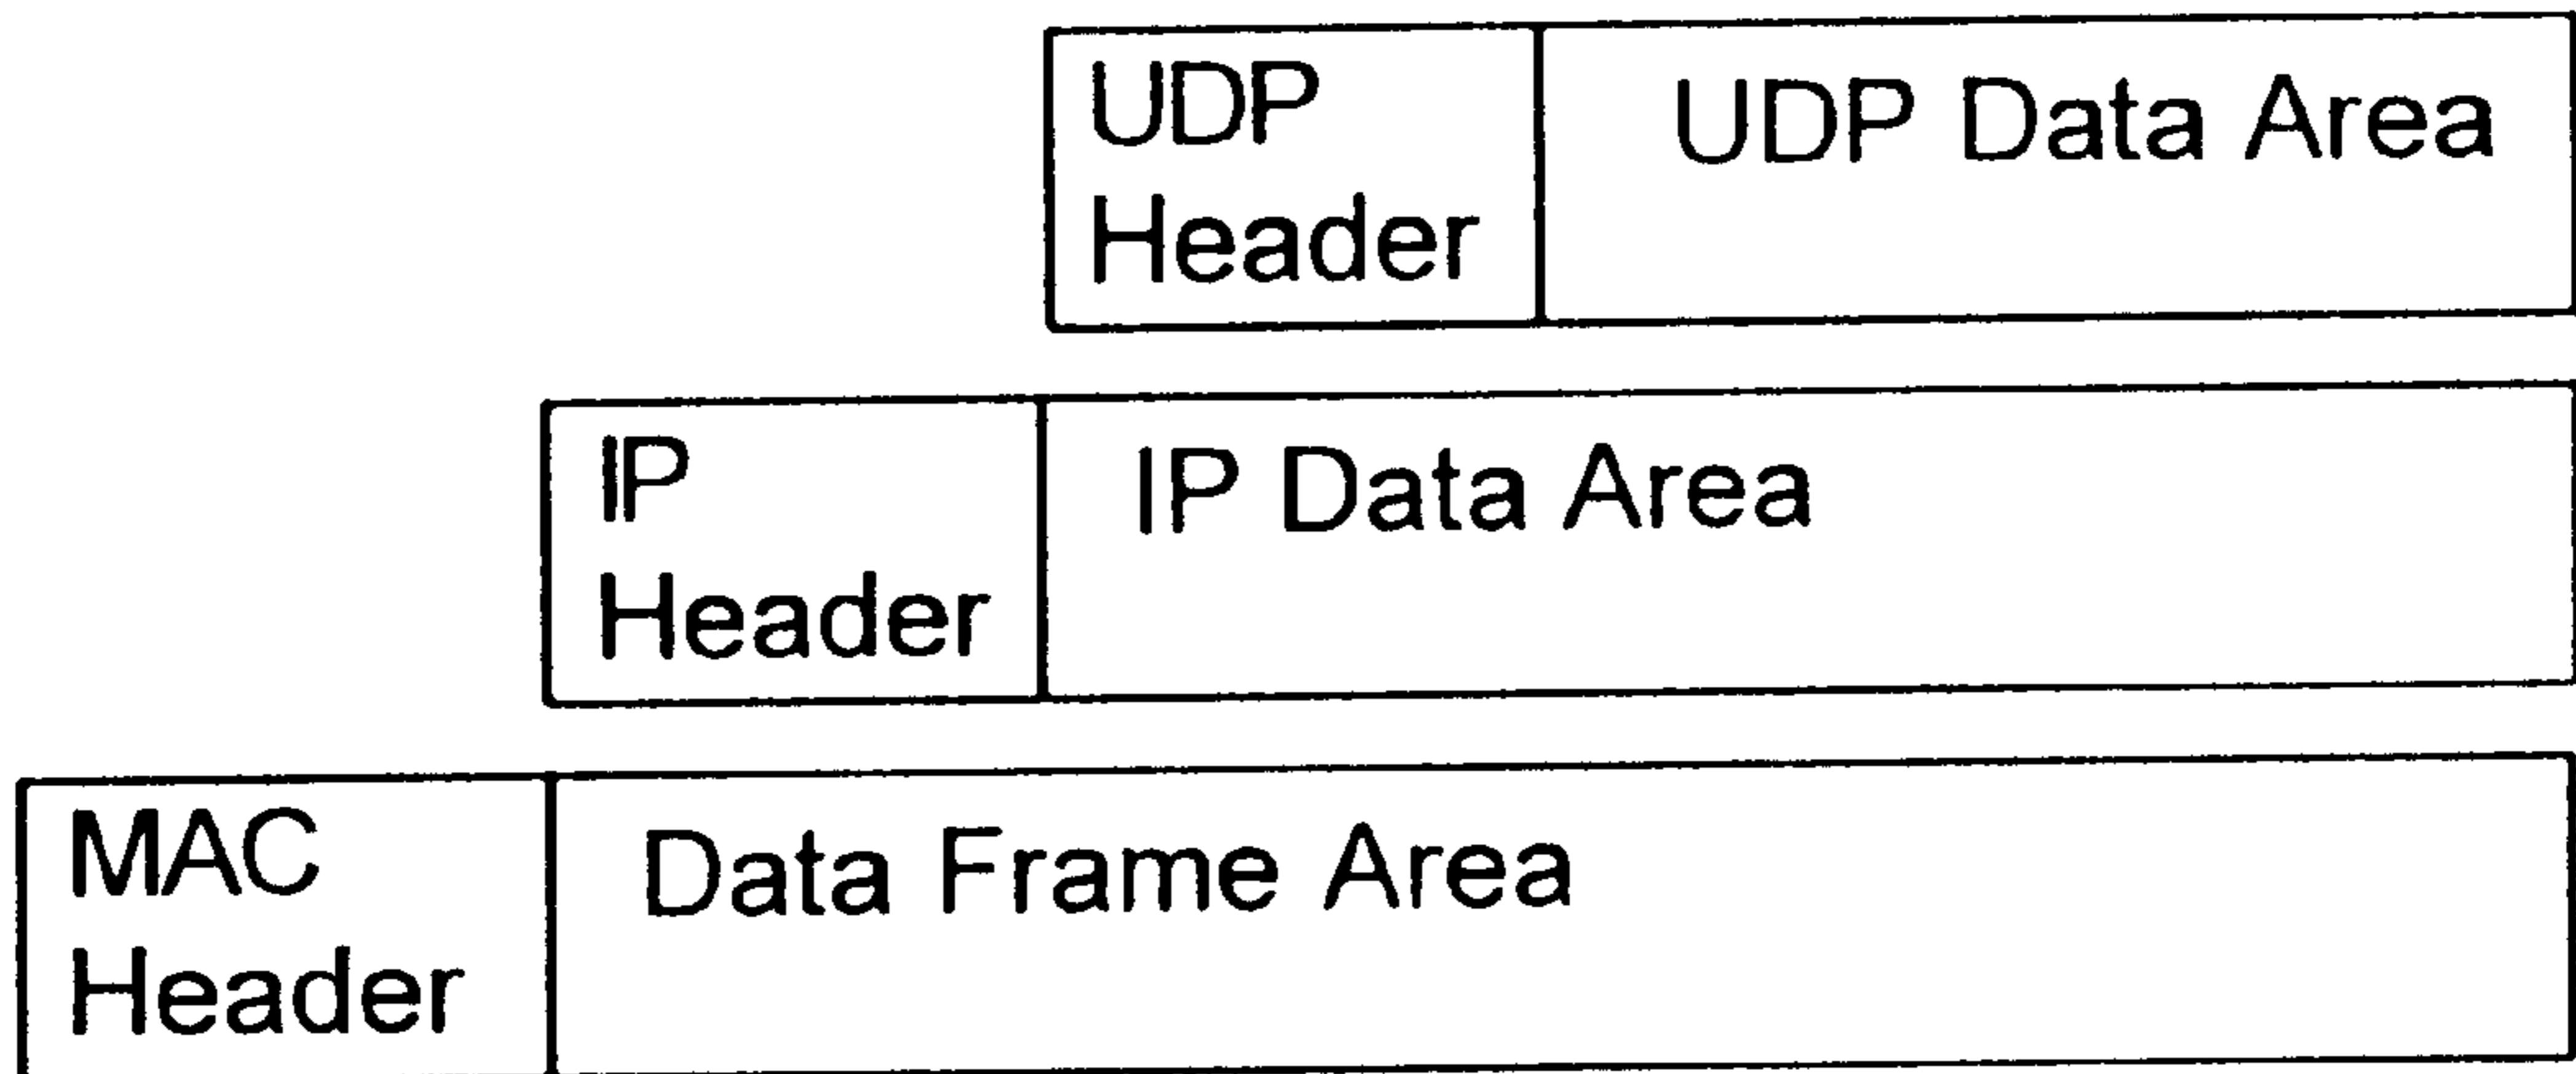 UDP
Header
UDP Data Area
IP
Header
IP Data Area
MAC
Header
Data Frame Area